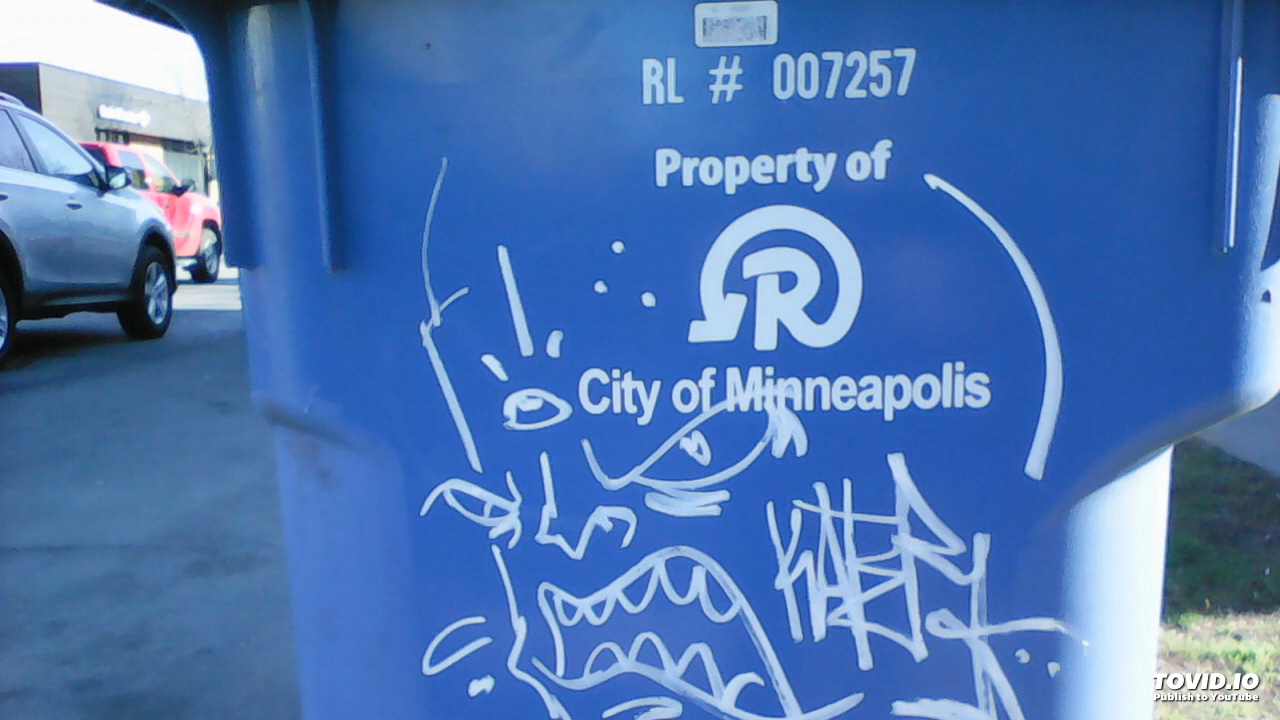 RL # 007257
Property of
R
City of Minneapolis
TOVID.IO
Publish to YouTube